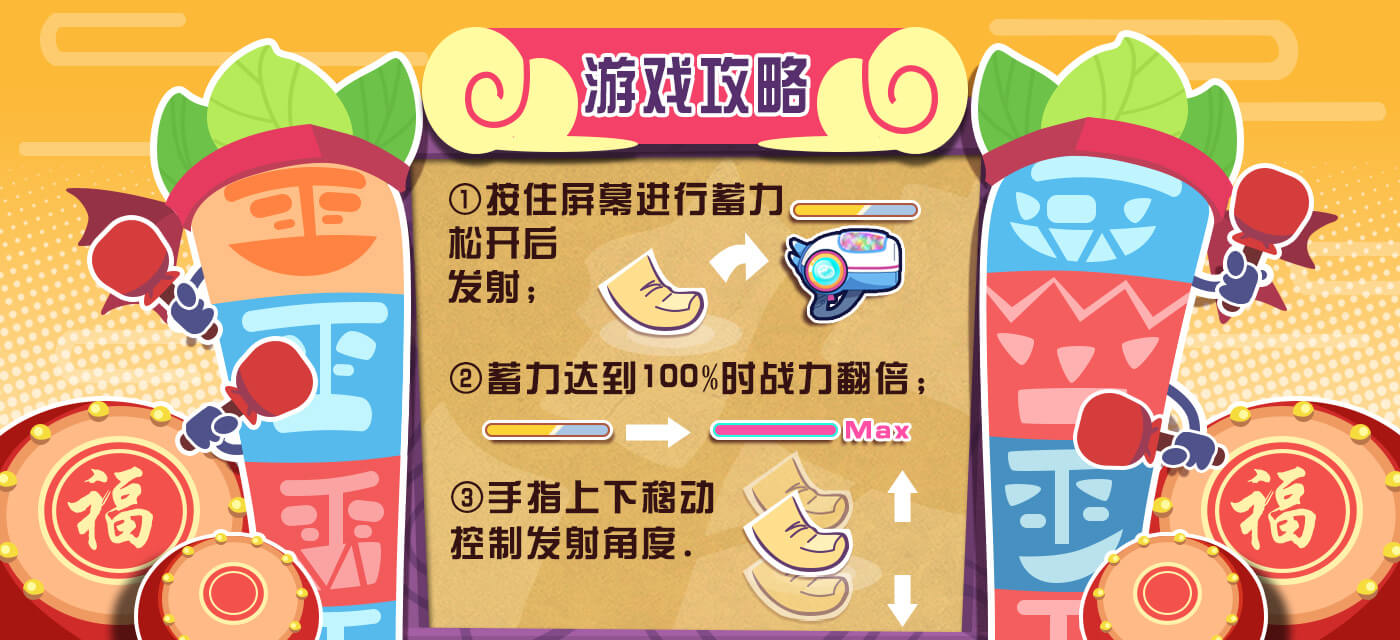 游戏攻略
①按住屏幕进行蓄力
松开后
发射；
②蓄力达到100%时战力翻倍；
Max
③手指上下移动
控制发射角度.
福
福